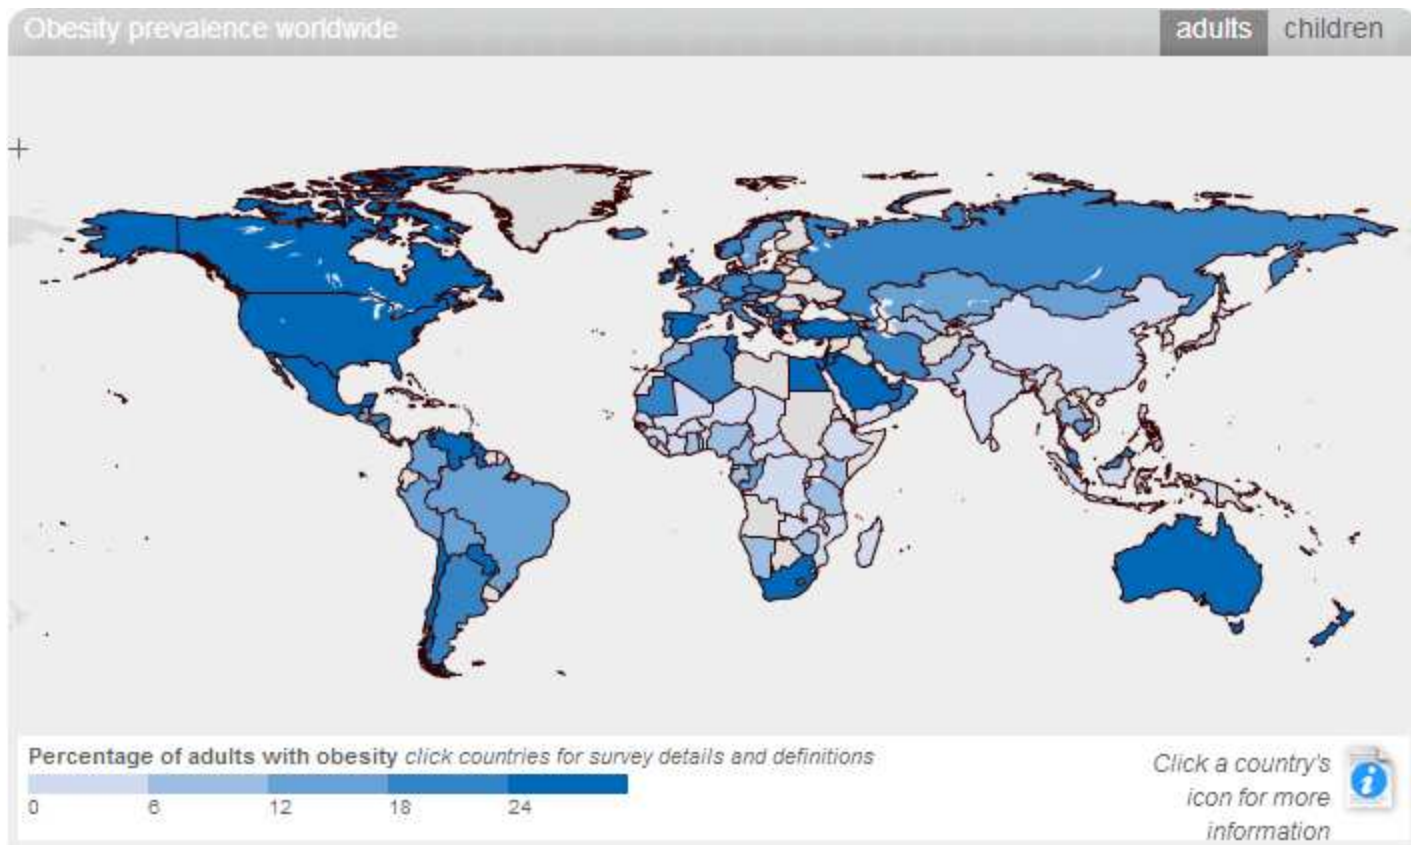 Obesity prevalence worldwide
adults children
Percentage of adults with obesity click countries for survey details and definitions
0 6 12 18 24
Click a country's
icon for more
information